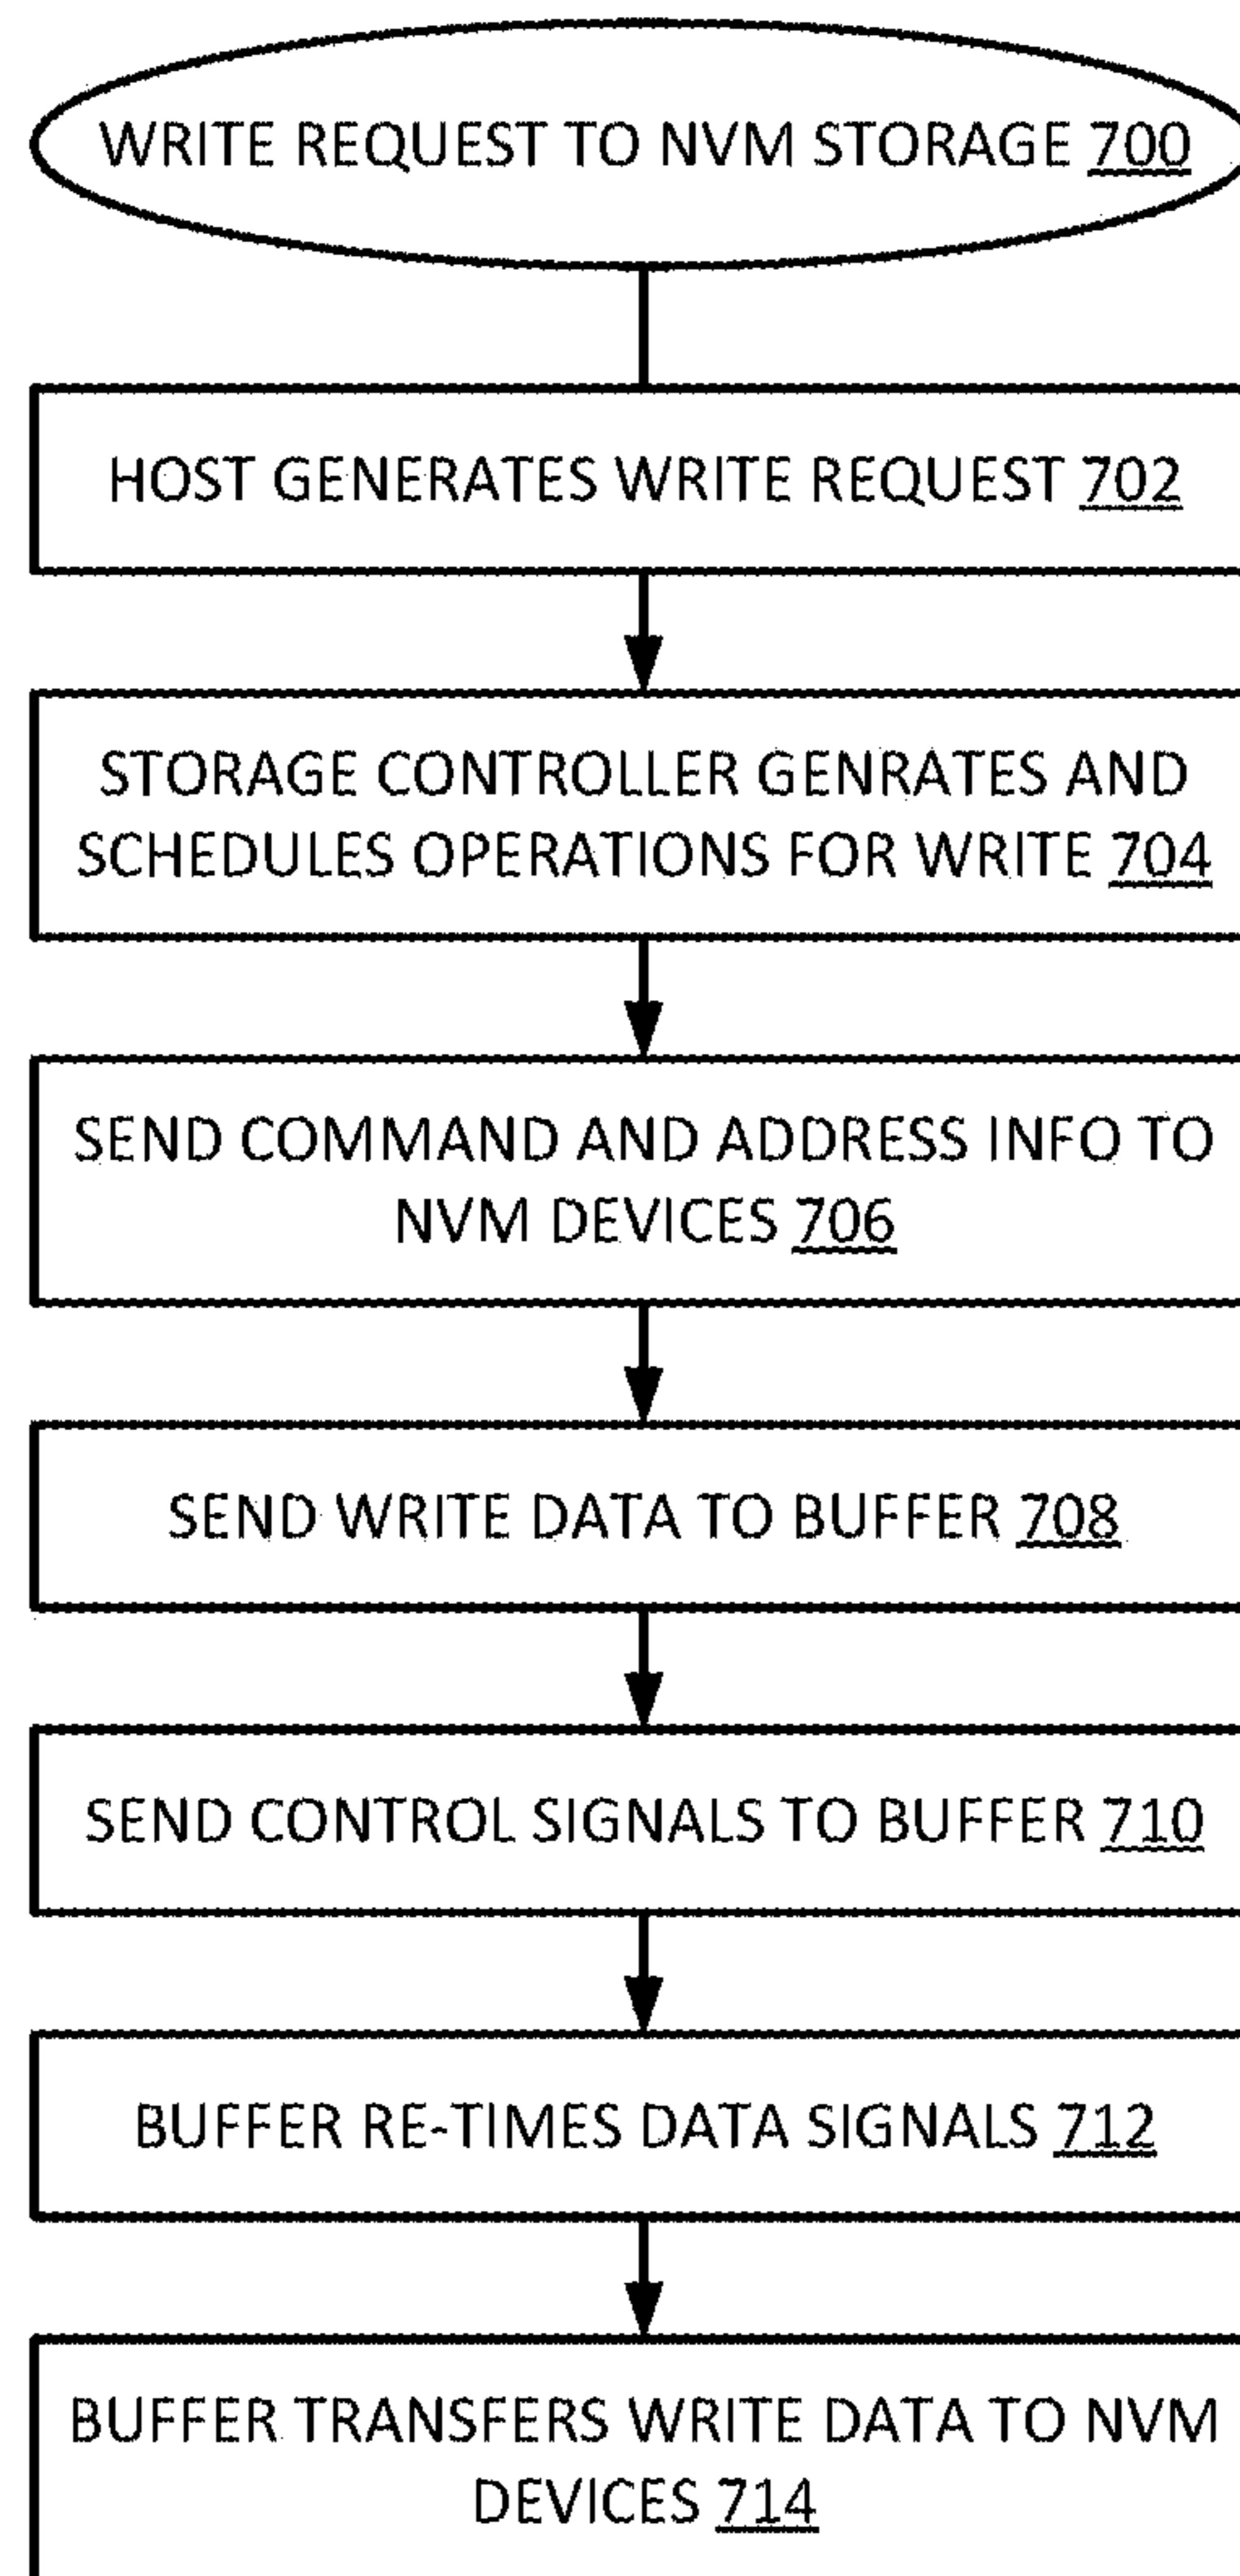 WRITE REQUEST TO NVM STORAGE 700
HOST GENERATES WRITE REQUEST 702
STORAGE CONTROLLER GENRATES AND
SCHEDULES OPERATIONS FOR WRITE 704
SEND COMMAND AND ADDRESS INFO TO
NVM DEVICES 706
SEND WRITE DATA TO BUFFER 708
SEND CONTROL SIGNALS TO BUFFER 710
BUFFER RE-TIMES DATA SIGNALS 712
BUFFER TRANSFERS WRITE DATA TO NVM
DEVICES 714